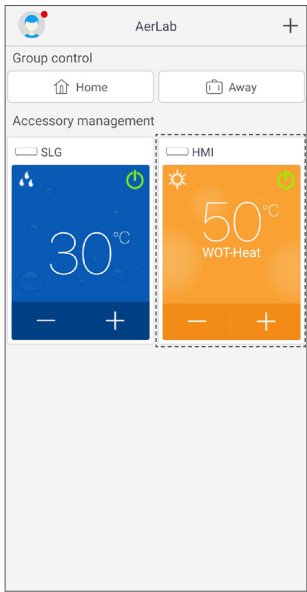 AerLab +
Group control
Home Away
Accessory management
SLG HMI
30°C 50°C
WOT-Heat
− + − +